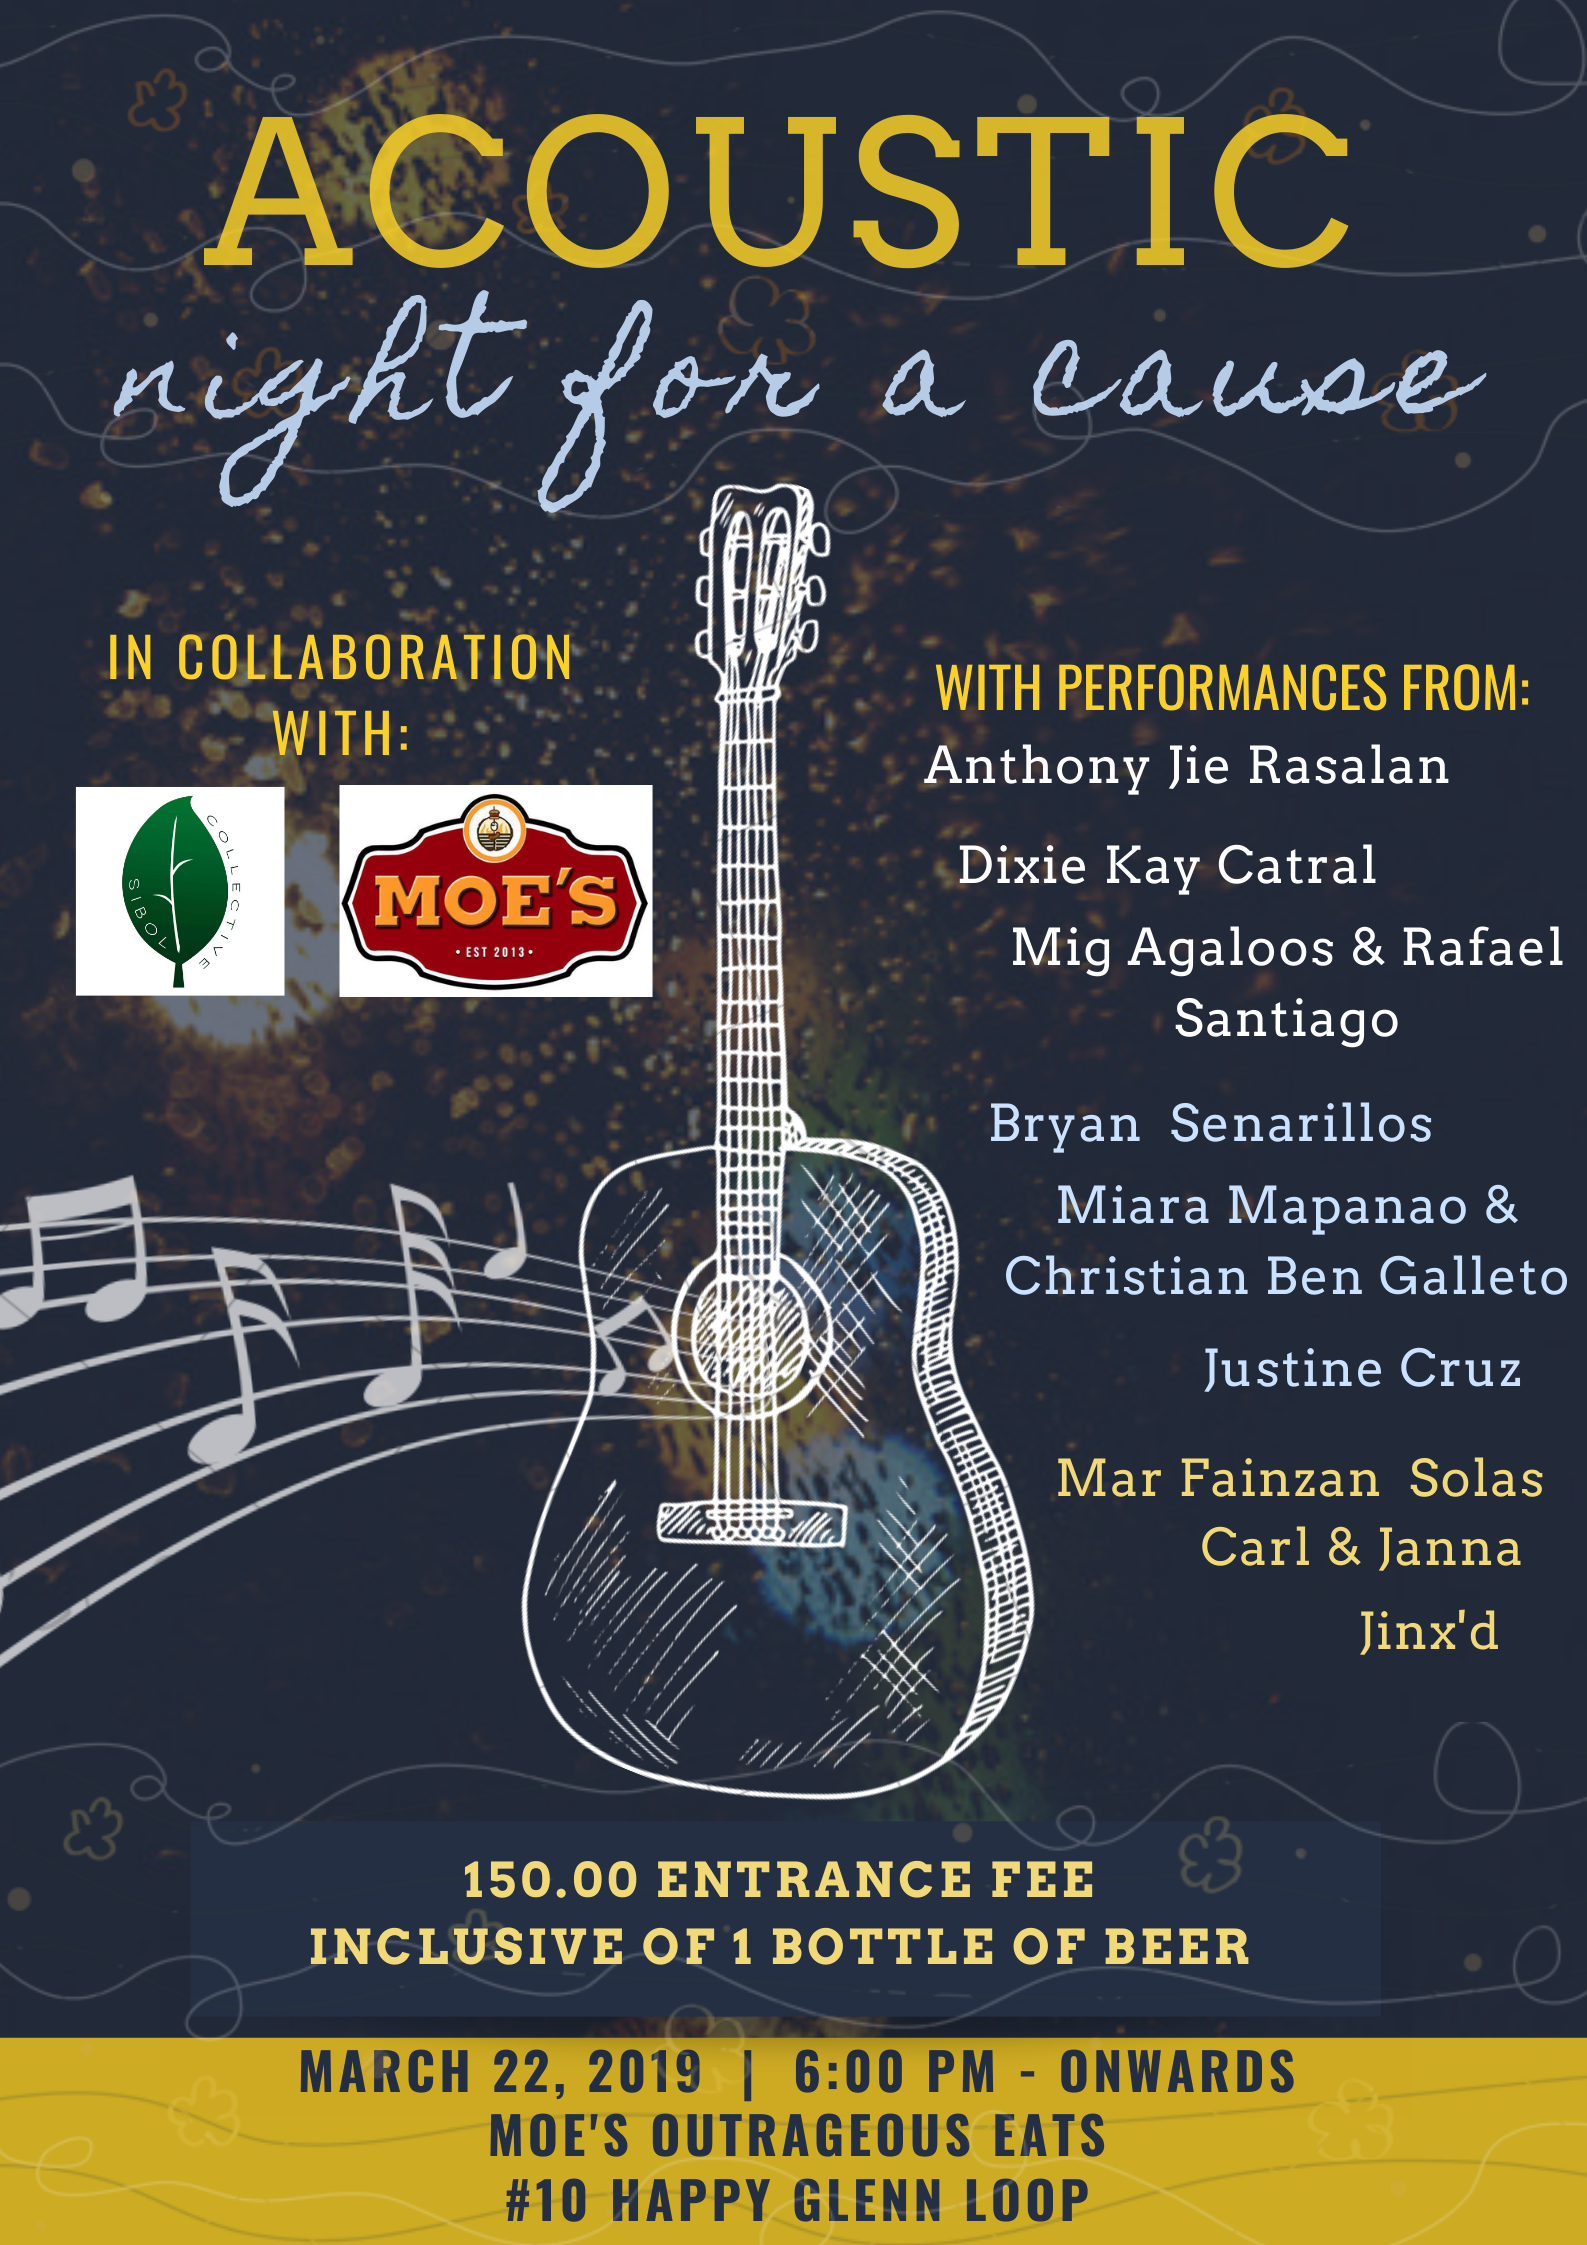 ACOUSTIC
night for a cause
IN COLLABORATION
WITH:
SIBOL COLLECTIVE
MOE'S
• EST 2013 •
WITH PERFORMANCES FROM:
Anthony Jie Rasalan
Dixie Kay Catral
Mig Agaloos & Rafael
Santiago
Bryan Senarillos
Miara Mapanao &
Christian Ben Galleto
Justine Cruz
Mar Fainzan Solas
Carl & Janna
Jinx'd
150.00 ENTRANCE FEE
INCLUSIVE OF 1 BOTTLE OF BEER
MARCH 22, 2019 | 6:00 PM - ONWARDS
MOE'S OUTRAGEOUS EATS
#10 HAPPY GLENN LOOP